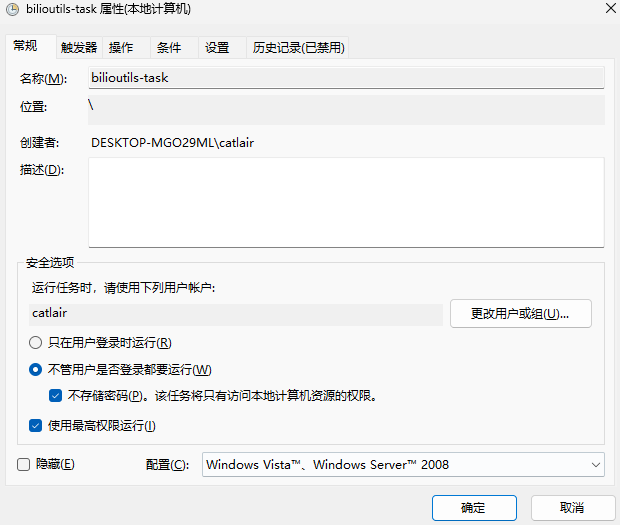 bilioutils-task 属性(本地计算机)
常规 触发器 操作 条件 设置 历史记录(已禁用)
名称(M): bilioutils-task
位置: \
创建者: DESKTOP-MGO29ML\catlair
描述(D):
安全选项
运行任务时，请使用下列用户帐户:
catlair 更改用户或组(U)...
只在用户登录时运行(R)
不管用户是否登录都要运行(W)
不存储密码(P)。该任务将只有访问本地计算机资源的权限。
使用最高权限运行(I)
隐藏(E) 配置(C): Windows Vista™、Windows Server™ 2008
确定 取消